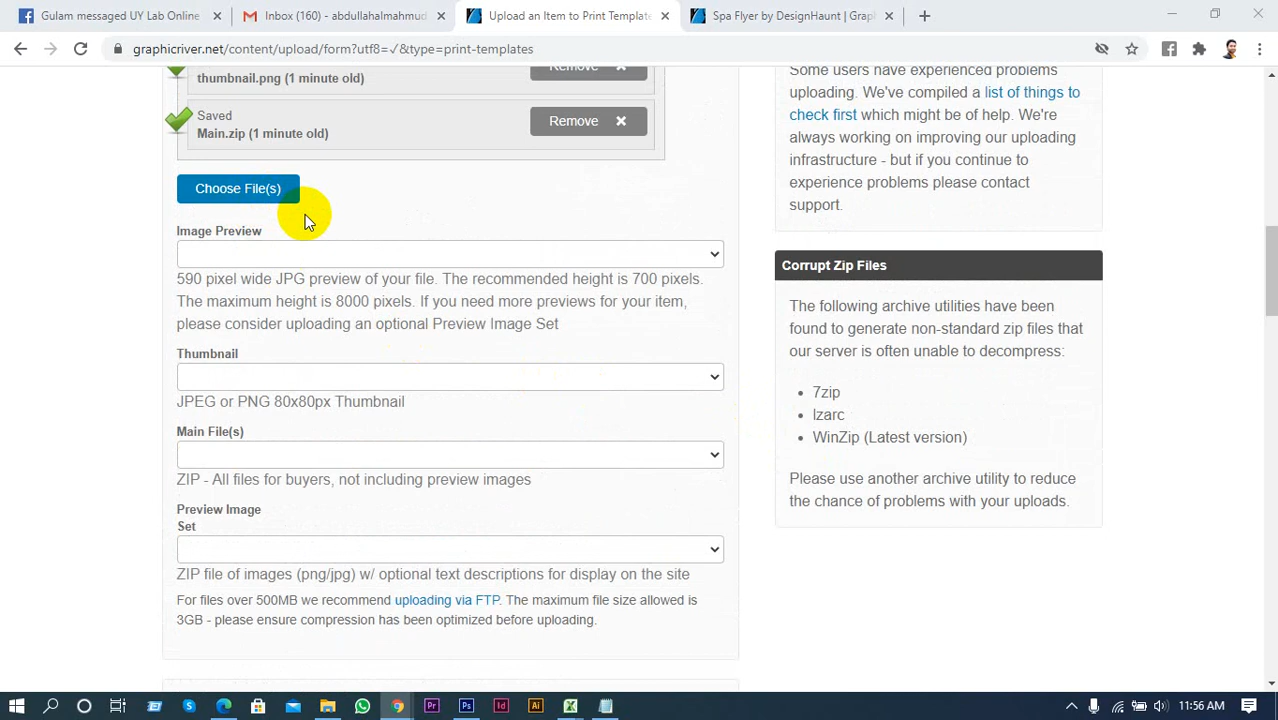 Gulam messaged UY Lab Online
Inbox (160) - abdullahalmahmud
Upload an Item to Print Template
Spa Flyer by DesignHaunt | Grap
graphicriver.net/content/upload/form?utf8=✓&type=print-templates
thumbnail.png (1 minute old)
Remove
Saved
Main.zip (1 minute old)
Remove
Choose File(s)
Image Preview
590 pixel wide JPG preview of your file. The recommended height is 700 pixels.
The maximum height is 8000 pixels. If you need more previews for your item,
please consider uploading an optional Preview Image Set
Thumbnail
JPEG or PNG 80x80px Thumbnail
Main File(s)
ZIP - All files for buyers, not including preview images
Preview Image
Set
ZIP file of images (png/jpg) w/ optional text descriptions for display on the site
For files over 500MB we recommend uploading via FTP. The maximum file size allowed is
3GB - please ensure compression has been optimized before uploading.
Some users have experienced problems
uploading. We've compiled a list of things to
check first which might be of help. We're
always working on improving our uploading
infrastructure - but if you continue to
experience problems please contact
support.
Corrupt Zip Files
The following archive utilities have been
found to generate non-standard zip files that
our server is often unable to decompress:
• 7zip
• Izarc
• WinZip (Latest version)
Please use another archive utility to reduce
the chance of problems with your uploads.
Pr
Ps
Id
Ai
11:56 AM